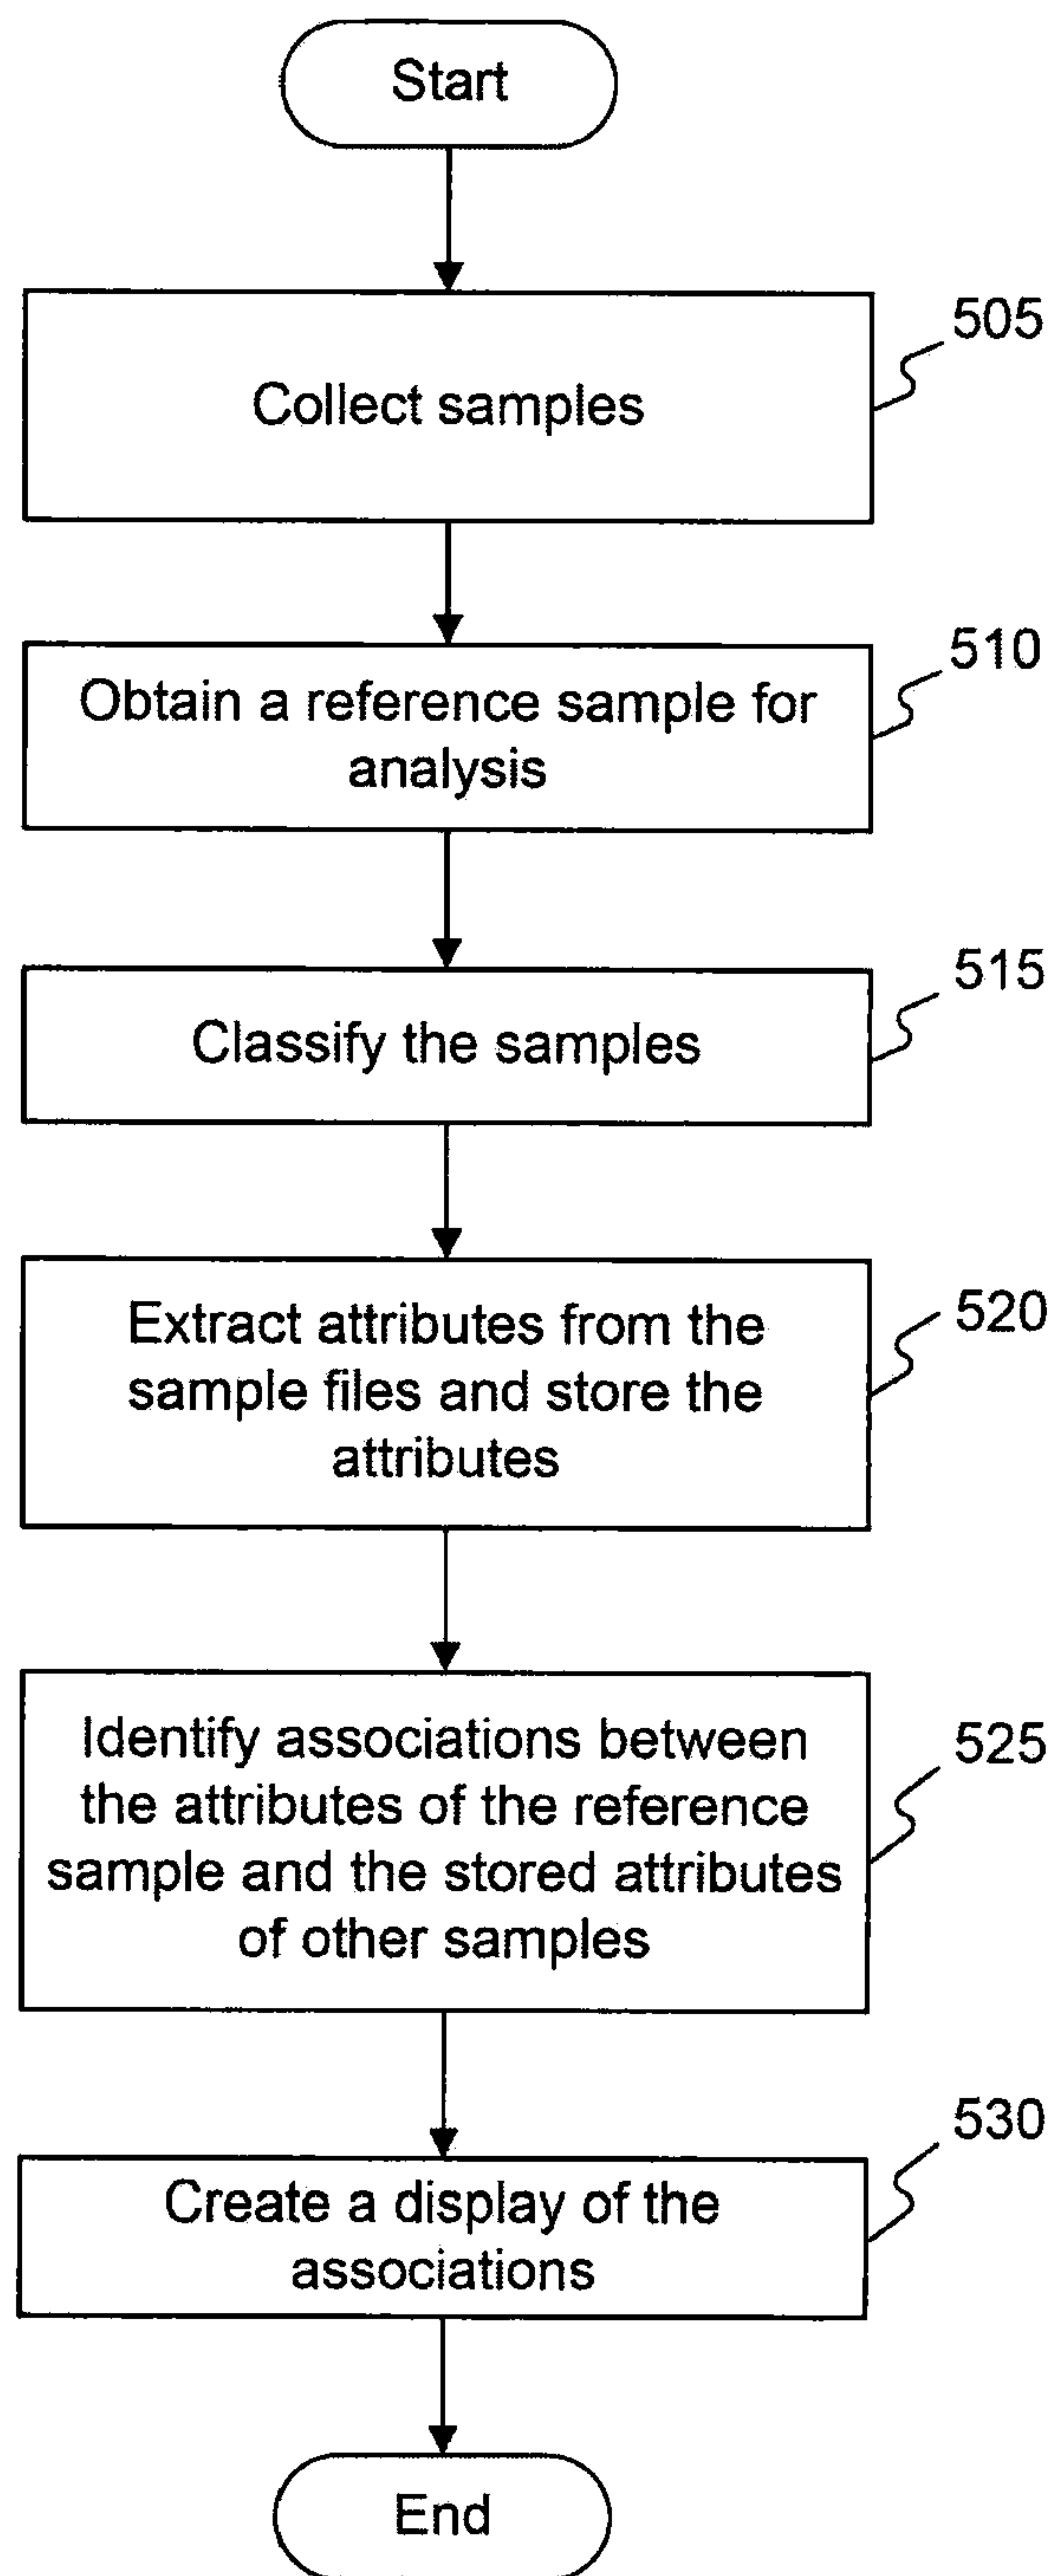 Start
505
Collect samples
510
Obtain a reference sample for
analysis
515
Classify the samples
520
Extract attributes from the
sample files and store the
attributes
525
Identify associations between
the attributes of the reference
sample and the stored attributes
of other samples
530
Create a display of the
associations
End